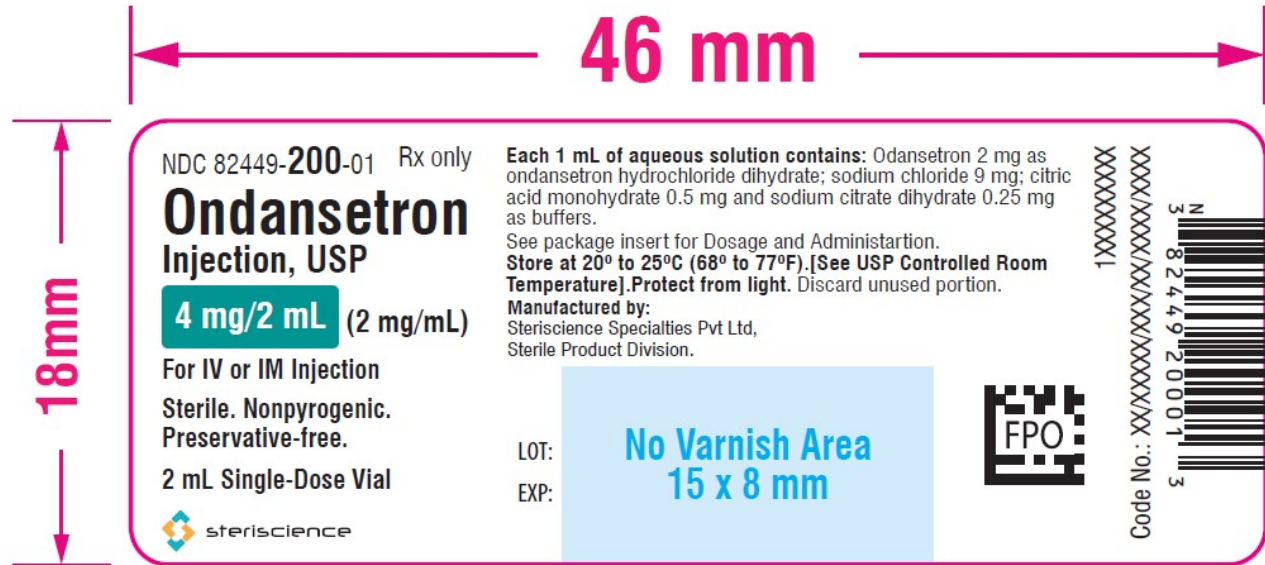 46 mm
18mm
NDC 82449-200-01 Rx only
Ondansetron
Injection, USP
4 mg/2 mL (2 mg/mL)
For IV or IM Injection
Sterile. Nonpyrogenic.
Preservative-free.
2 mL Single-Dose Vial
steriscience
Each 1 mL of aqueous solution contains: Odansetron 2 mg as
ondansetron hydrochloride dihydrate; sodium chloride 9 mg; citric
acid monohydrate 0.5 mg and sodium citrate dihydrate 0.25 mg
as buffers.
See package insert for Dosage and Administartion.
Store at 20º to 25ºC (68º to 77ºF).[See USP Controlled Room
Temperature].Protect from light. Discard unused portion.
Manufactured by:
Steriscience Specialties Pvt Ltd,
Sterile Product Division.
LOT:
EXP:
No Varnish Area
15 x 8 mm
FPO
1XXXXXXXXX
Code No.: XX/XXXXX/XX/XXX/XX/XXX/XX/XXX
N
3 82449 20001 3